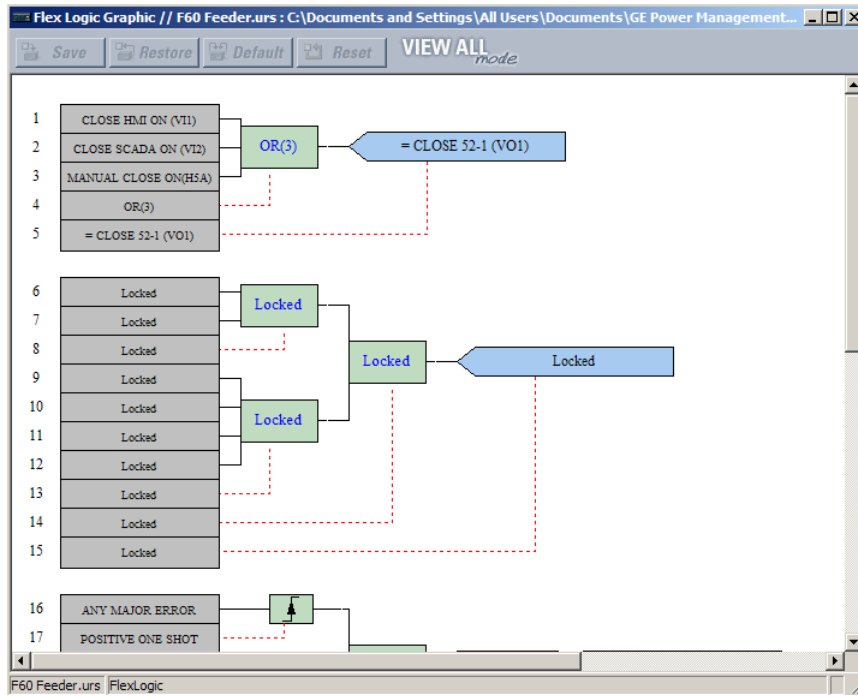 Flex Logic Graphic // F60 Feeder.urs : C:\Documents and Settings\All Users\Documents\GE Power Management...
Save Restore Default Reset VIEW ALL mode
1 CLOSE HMI ON (VI1)
2 CLOSE SCADA ON (VI2)
3 MANUAL CLOSE ON(H5A)
4 OR(3)
5 = CLOSE 52-1 (VO1)
OR(3)
= CLOSE 52-1 (VO1)
6 Locked
7 Locked
8 Locked
9 Locked
10 Locked
11 Locked
12 Locked
13 Locked
14 Locked
15 Locked
Locked
Locked
Locked
Locked
16 ANY MAJOR ERROR
17 POSITIVE ONE SHOT
F60 Feeder.urs FlexLogic